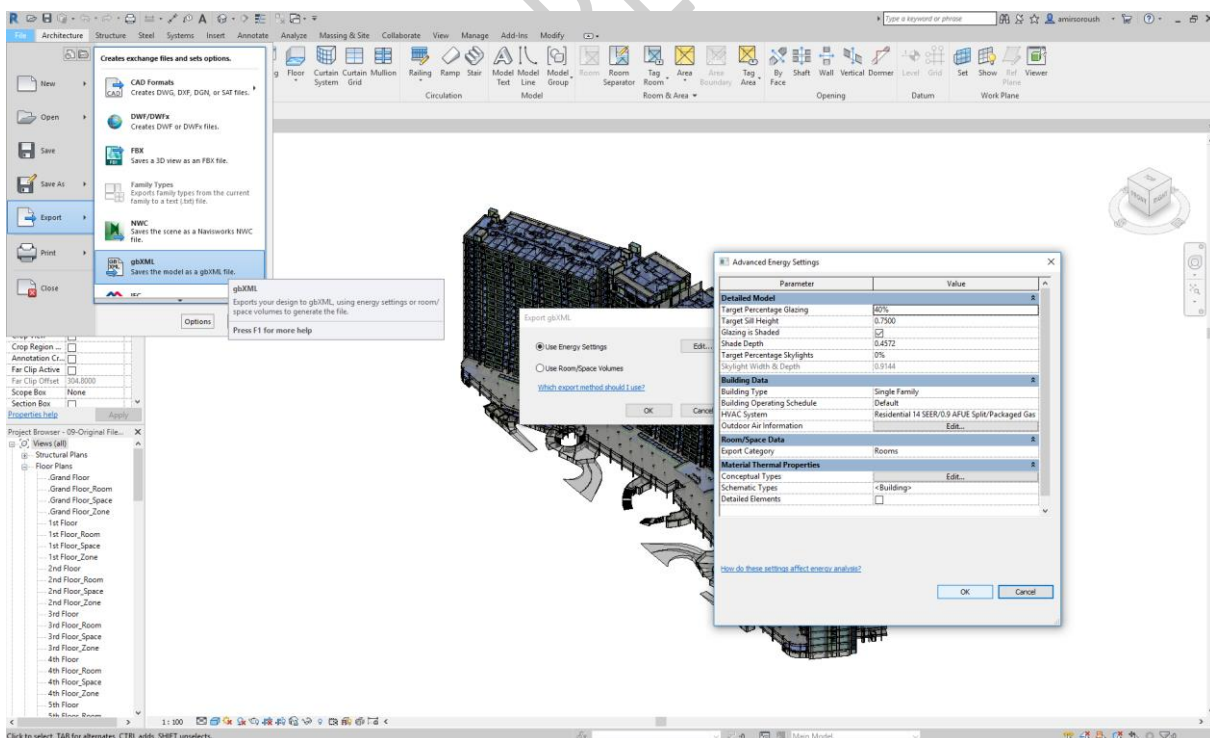 Type a keyword or phrase
aminsoroush
File Architecture Structure Steel Systems Insert Annotate Analyze Massing & Site Collaborate View Manage Add-Ins Modify
Floor Curtain System Curtain Grid Mullion Railing Ramp Stair Model Text Model Line Model Group Room Room Separator Tag Room Area Area Boundary Tag Area By Face Shaft Wall Vertical Dormer Level Grid Set Show Ref Plane Viewer
Circulation Model Room & Area Opening Datum Work Plane
New
Open
Save
Save As
Export
Print
Close
Creates exchange files and sets options.
CAD Formats
Creates DWG, DXF, DGN, or SAT files.
DWF/DWFx
Creates DWF or DWFx files.
FBX
Saves a 3D view as an FBX file.
Family Types
Exports family types from the current
family to a text (.txt) file.
NWC
Saves the scene as a Navisworks NWC
file.
gbXML
Saves the model as a gbXML file.
IFC
Options
gbXML
Exports your design to gbXML, using energy settings or room/
space volumes to generate the file.
Press F1 for more help
Crop View
Crop Region ...
Annotation Cr...
Far Clip Active
Far Clip Offset 304.8000
Scope Box None
Section Box
Properties help Apply
Project Browser - 09-Original File...
Views (all)
Structural Plans
Floor Plans
.Grand Floor
.Grand Floor_Room
.Grand Floor_Space
.Grand Floor_Zone
1st Floor
1st Floor_Room
1st Floor_Space
1st Floor_Zone
2nd Floor
2nd Floor_Room
2nd Floor_Space
2nd Floor_Zone
3rd Floor
3rd Floor_Room
3rd Floor_Space
3rd Floor_Zone
4th Floor
4th Floor_Room
4th Floor_Space
4th Floor_Zone
5th Floor
5th Floor_Room
TOP
FRONT RIGHT
Export gbXML
Use Energy Settings Edit...
Use Room/Space Volumes
Which export method should I use?
OK Cancel
Advanced Energy Settings
Parameter Value
Detailed Model
Target Percentage Glazing 40%
Target Sill Height 0.7500
Glazing is Shaded
Shade Depth 0.4572
Target Percentage Skylights 0%
Skylight Width & Depth 0.9144
Building Data
Building Type Single Family
Building Operating Schedule Default
HVAC System Residential 14 SEER/0.9 AFUE Split/Packaged Gas
Outdoor Air Information Edit...
Room/Space Data
Export Category Rooms
Material Thermal Properties
Conceptual Types Edit...
Schematic Types <Building>
Detailed Elements
How do these settings affect energy analysis?
OK Cancel
1 : 100
Click to select, TAB for alternates, CTRL adds, SHIFT unselects.
Main Model